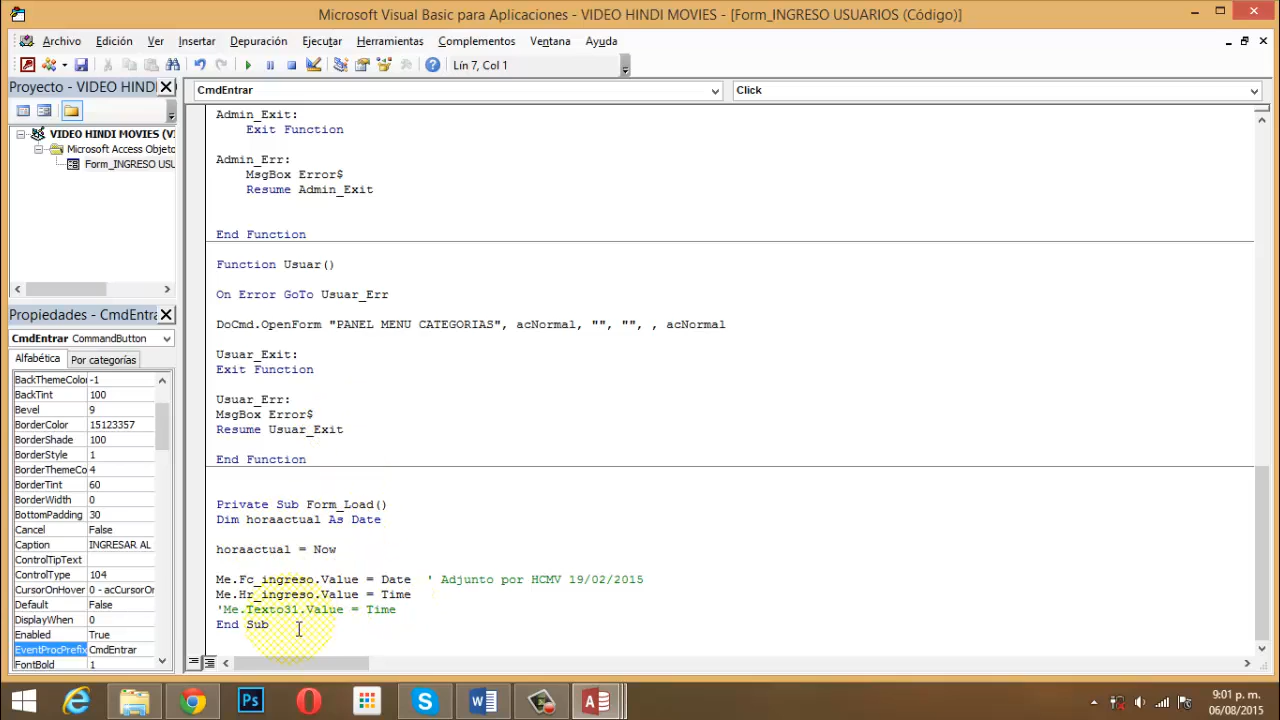 Microsoft Visual Basic para Aplicaciones - VIDEO HINDI MOVIES - [Form_INGRESO USUARIOS (Código)]
Archivo Edición Ver Insertar Depuración Ejecutar Herramientas Complementos Ventana Ayuda
Lín 7, Col 1
Proyecto - VIDEO HIND
CmdEntrar
Click
VIDEO HINDI MOVIES (VI
Microsoft Access Objeto
Form_INGRESO USU
Propiedades - CmdEntra
CmdEntrar CommandButton
Alfabética Por categorías
BackThemeColor -1
BackTint 100
Bevel 9
BorderColor 15123357
BorderShade 100
BorderStyle 1
BorderThemeCo 4
BorderTint 60
BorderWidth 0
BottomPadding 30
Cancel False
Caption INGRESAR AL
ControlTipText
ControlType 104
CursorOnHover 0 - acCursorOn
Default False
DisplayWhen 0
Enabled True
EventProcPrefix CmdEntrar
FontBold 1
Admin_Exit:
Exit Function
Admin_Err:
MsgBox Error$
Resume Admin_Exit
End Function
Function Usuar()
On Error GoTo Usuar_Err
DoCmd.OpenForm "PANEL MENU CATEGORIAS", acNormal, "", "", , acNormal
Usuar_Exit:
Exit Function
Usuar_Err:
MsgBox Error$
Resume Usuar_Exit
End Function
Private Sub Form_Load()
Dim horaactual As Date
horaactual = Now
Me.Fc_ingreso.Value = Date ' Adjunto por HCMV 19/02/2015
Me.Hr_ingreso.Value = Time
'Me.Texto31.Value = Time
End Sub
Ps
9:01 p. m.
06/08/2015